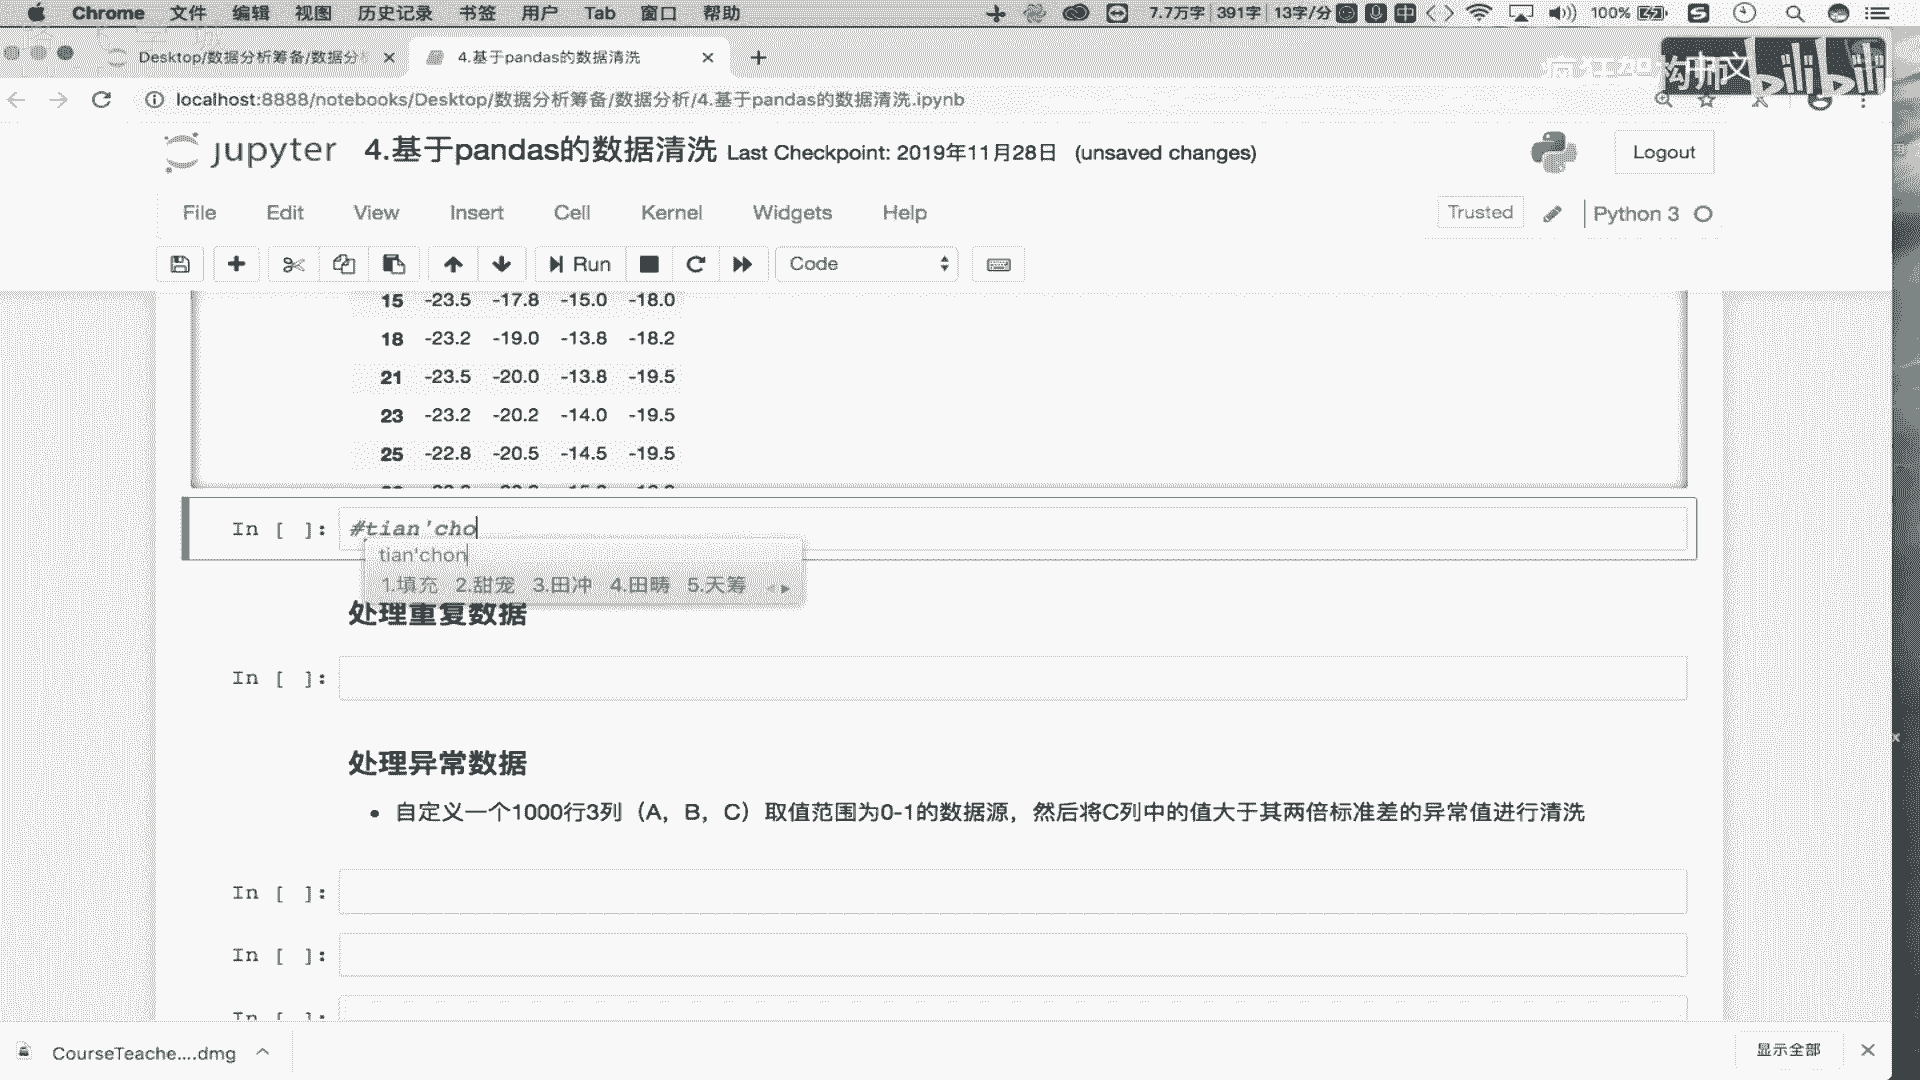 Chrome 文件 编辑 视图 历史记录 书签 用户 Tab 窗口 帮助 7.7万字 391字 13字/分 中 100%
Desktop/数据分析筹备/数据分 4.基于pandas的数据清洗
中文 bilibili
localhost:8888/notebooks/Desktop/数据分析筹备/数据分析/4.基于pandas的数据清洗.ipynb
jupyter 4.基于pandas的数据清洗 Last Checkpoint: 2019年11月28日 (unsaved changes) Logout
File Edit View Insert Cell Kernel Widgets Help Trusted Python 3
Run Code
15 -23.5 -17.8 -15.0 -18.0
18 -23.2 -19.0 -13.8 -18.2
21 -23.5 -20.0 -13.8 -19.5
23 -23.2 -20.2 -14.0 -19.5
25 -22.8 -20.5 -14.5 -19.5
In [ ]: #tian'cho
tian'chon
1.填充 2.甜宠 3.田冲 4.田畴 5.天筹
处理重复数据
In [ ]:
处理异常数据
• 自定义一个1000行3列（A，B，C）取值范围为0-1的数据源，然后将C列中的值大于其两倍标准差的异常值进行清洗
In [ ]:
In [ ]:
In [ ]:
CourseTeache....dmg 显示全部